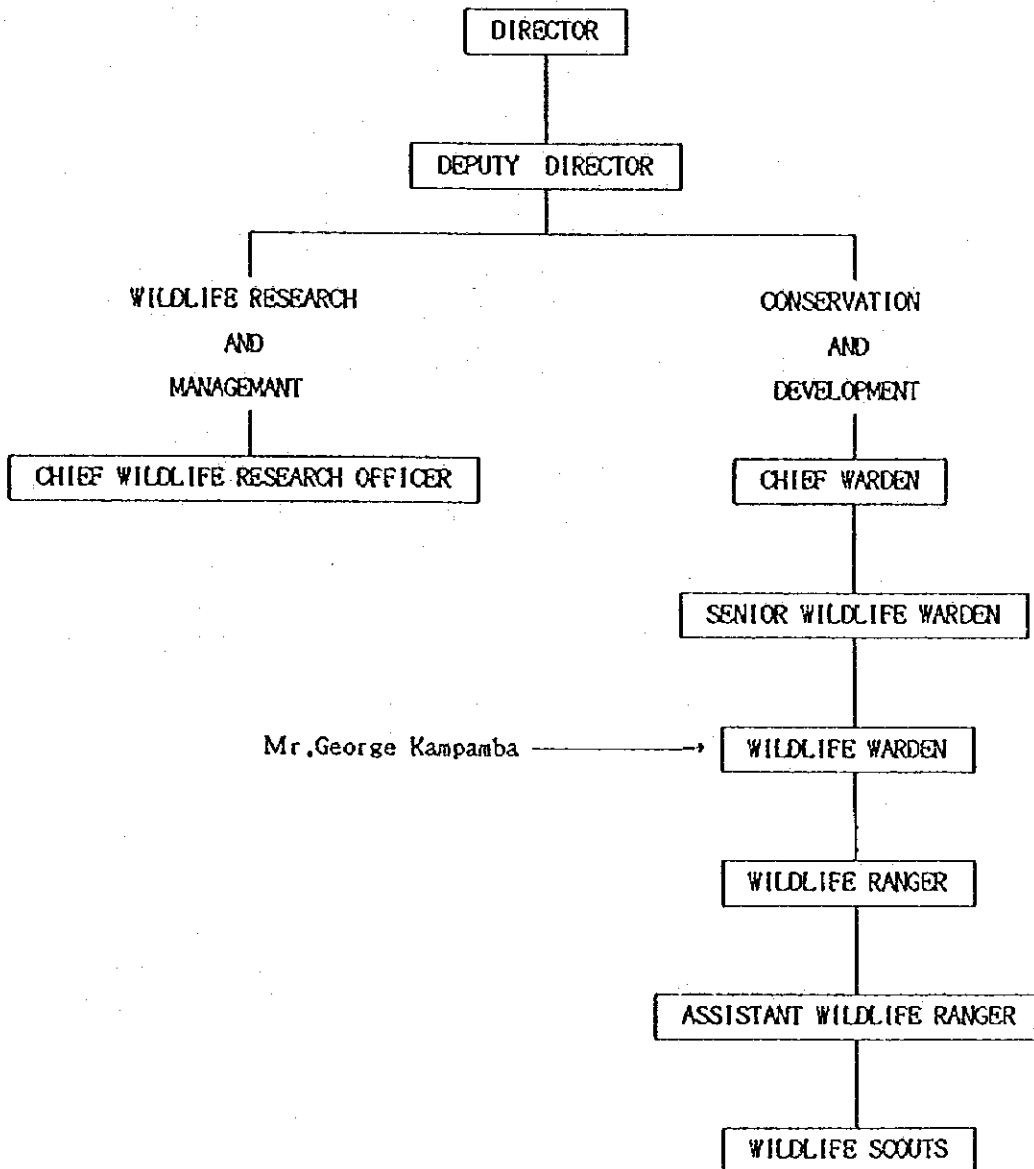 DIRECTOR
DEPUTY DIRECTOR
WILDLIFE RESEARCH
AND
MANAGEMANT
CHIEF WILDLIFE RESEARCH OFFICER
CONSERVATION
AND
DEVELOPMENT
CHIEF WARDEN
SENIOR WILDLIFE WARDEN
Mr.George Kampamba
WILDLIFE WARDEN
WILDLIFE RANGER
ASSISTANT WILDLIFE RANGER
WILDLIFE SCOUTS